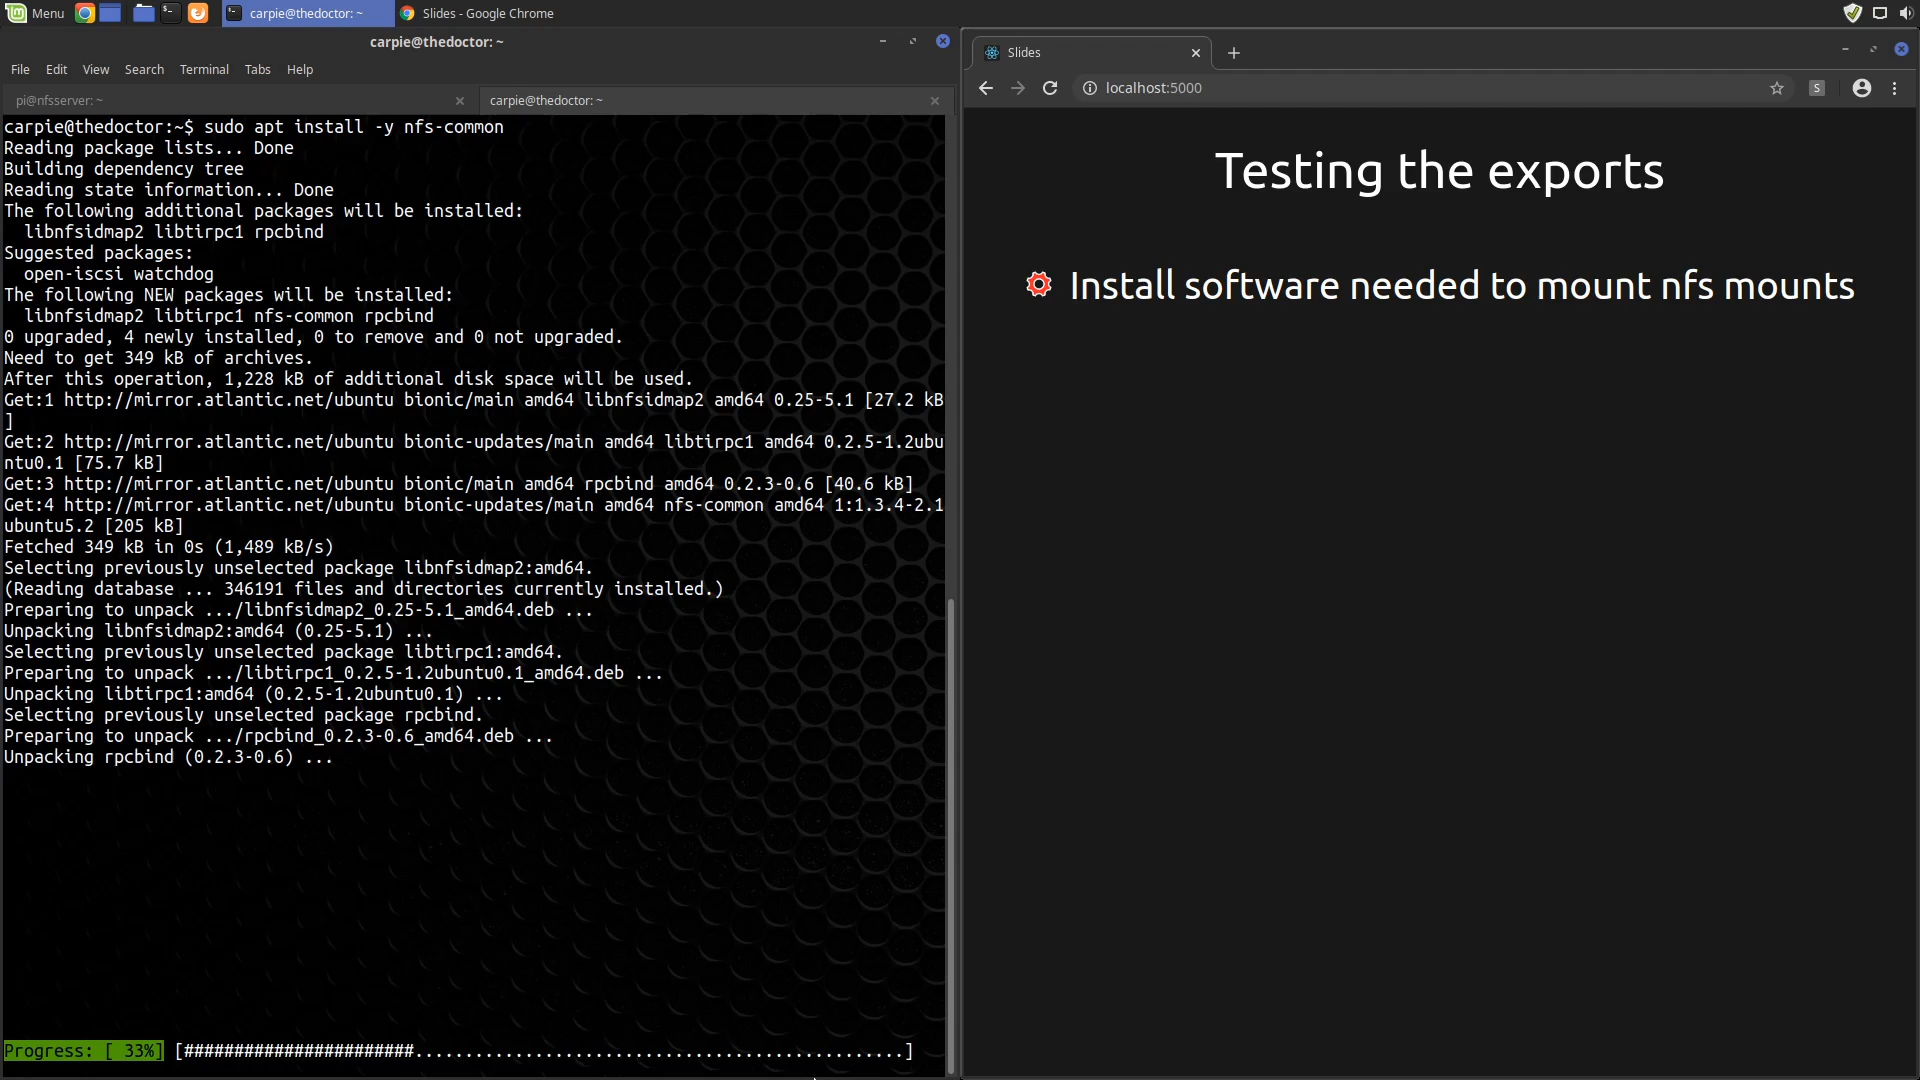 Menu
carpie@thedoctor: ~
Slides - Google Chrome
carpie@thedoctor: ~
File Edit View Search Terminal Tabs Help
pi@nfsserver: ~
carpie@thedoctor: ~
carpie@thedoctor:~$ sudo apt install -y nfs-common
Reading package lists... Done
Building dependency tree
Reading state information... Done
The following additional packages will be installed:
  libnfsidmap2 libtirpc1 rpcbind
Suggested packages:
  open-iscsi watchdog
The following NEW packages will be installed:
  libnfsidmap2 libtirpc1 nfs-common rpcbind
0 upgraded, 4 newly installed, 0 to remove and 0 not upgraded.
Need to get 349 kB of archives.
After this operation, 1,228 kB of additional disk space will be used.
Get:1 http://mirror.atlantic.net/ubuntu bionic/main amd64 libnfsidmap2 amd64 0.25-5.1 [27.2 kB
]
Get:2 http://mirror.atlantic.net/ubuntu bionic-updates/main amd64 libtirpc1 amd64 0.2.5-1.2ubu
ntu0.1 [75.7 kB]
Get:3 http://mirror.atlantic.net/ubuntu bionic/main amd64 rpcbind amd64 0.2.3-0.6 [40.6 kB]
Get:4 http://mirror.atlantic.net/ubuntu bionic-updates/main amd64 nfs-common amd64 1:1.3.4-2.1
ubuntu5.2 [205 kB]
Fetched 349 kB in 0s (1,489 kB/s)
Selecting previously unselected package libnfsidmap2:amd64.
(Reading database ... 346191 files and directories currently installed.)
Preparing to unpack .../libnfsidmap2_0.25-5.1_amd64.deb ...
Unpacking libnfsidmap2:amd64 (0.25-5.1) ...
Selecting previously unselected package libtirpc1:amd64.
Preparing to unpack .../libtirpc1_0.2.5-1.2ubuntu0.1_amd64.deb ...
Unpacking libtirpc1:amd64 (0.2.5-1.2ubuntu0.1) ...
Selecting previously unselected package rpcbind.
Preparing to unpack .../rpcbind_0.2.3-0.6_amd64.deb ...
Unpacking rpcbind (0.2.3-0.6) ...
Progress: [ 33%] [#######################.................................................]
Slides
localhost:5000
S
Testing the exports
Install software needed to mount nfs mounts